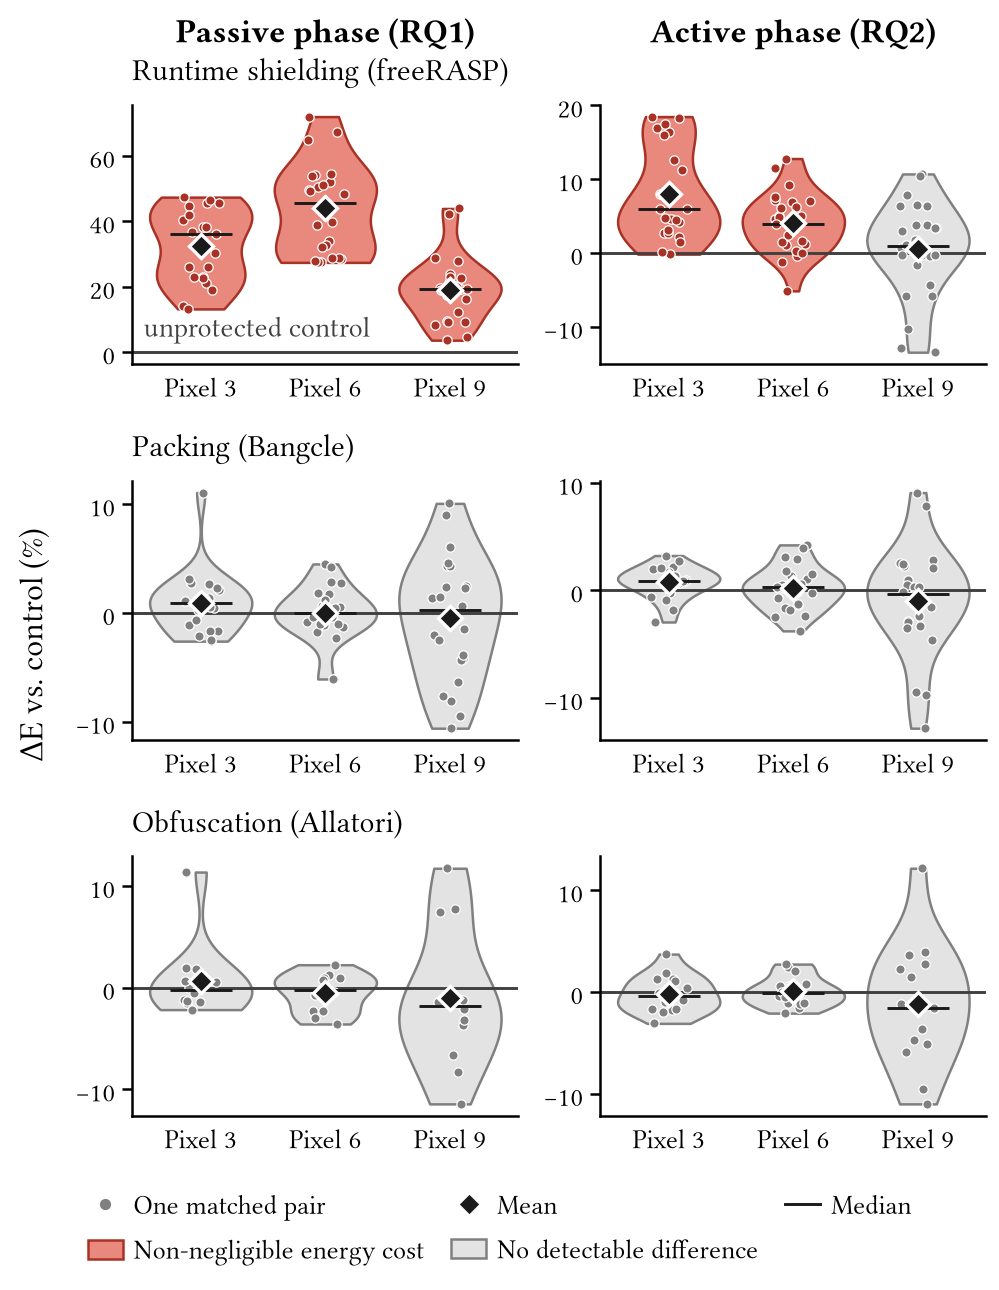 Passive phase (RQ1)
Active phase (RQ2)
Runtime shielding (freeRASP)
60
40
20
0
unprotected control
Pixel 3
Pixel 6
Pixel 9
20
10
0
−10
Pixel 3
Pixel 6
Pixel 9
ΔE vs. control (%)
Packing (Bangcle)
10
0
−10
Pixel 3
Pixel 6
Pixel 9
10
0
−10
Pixel 3
Pixel 6
Pixel 9
Obfuscation (Allatori)
10
0
−10
Pixel 3
Pixel 6
Pixel 9
10
0
−10
Pixel 3
Pixel 6
Pixel 9
One matched pair
Mean
Median
Non-negligible energy cost
No detectable difference